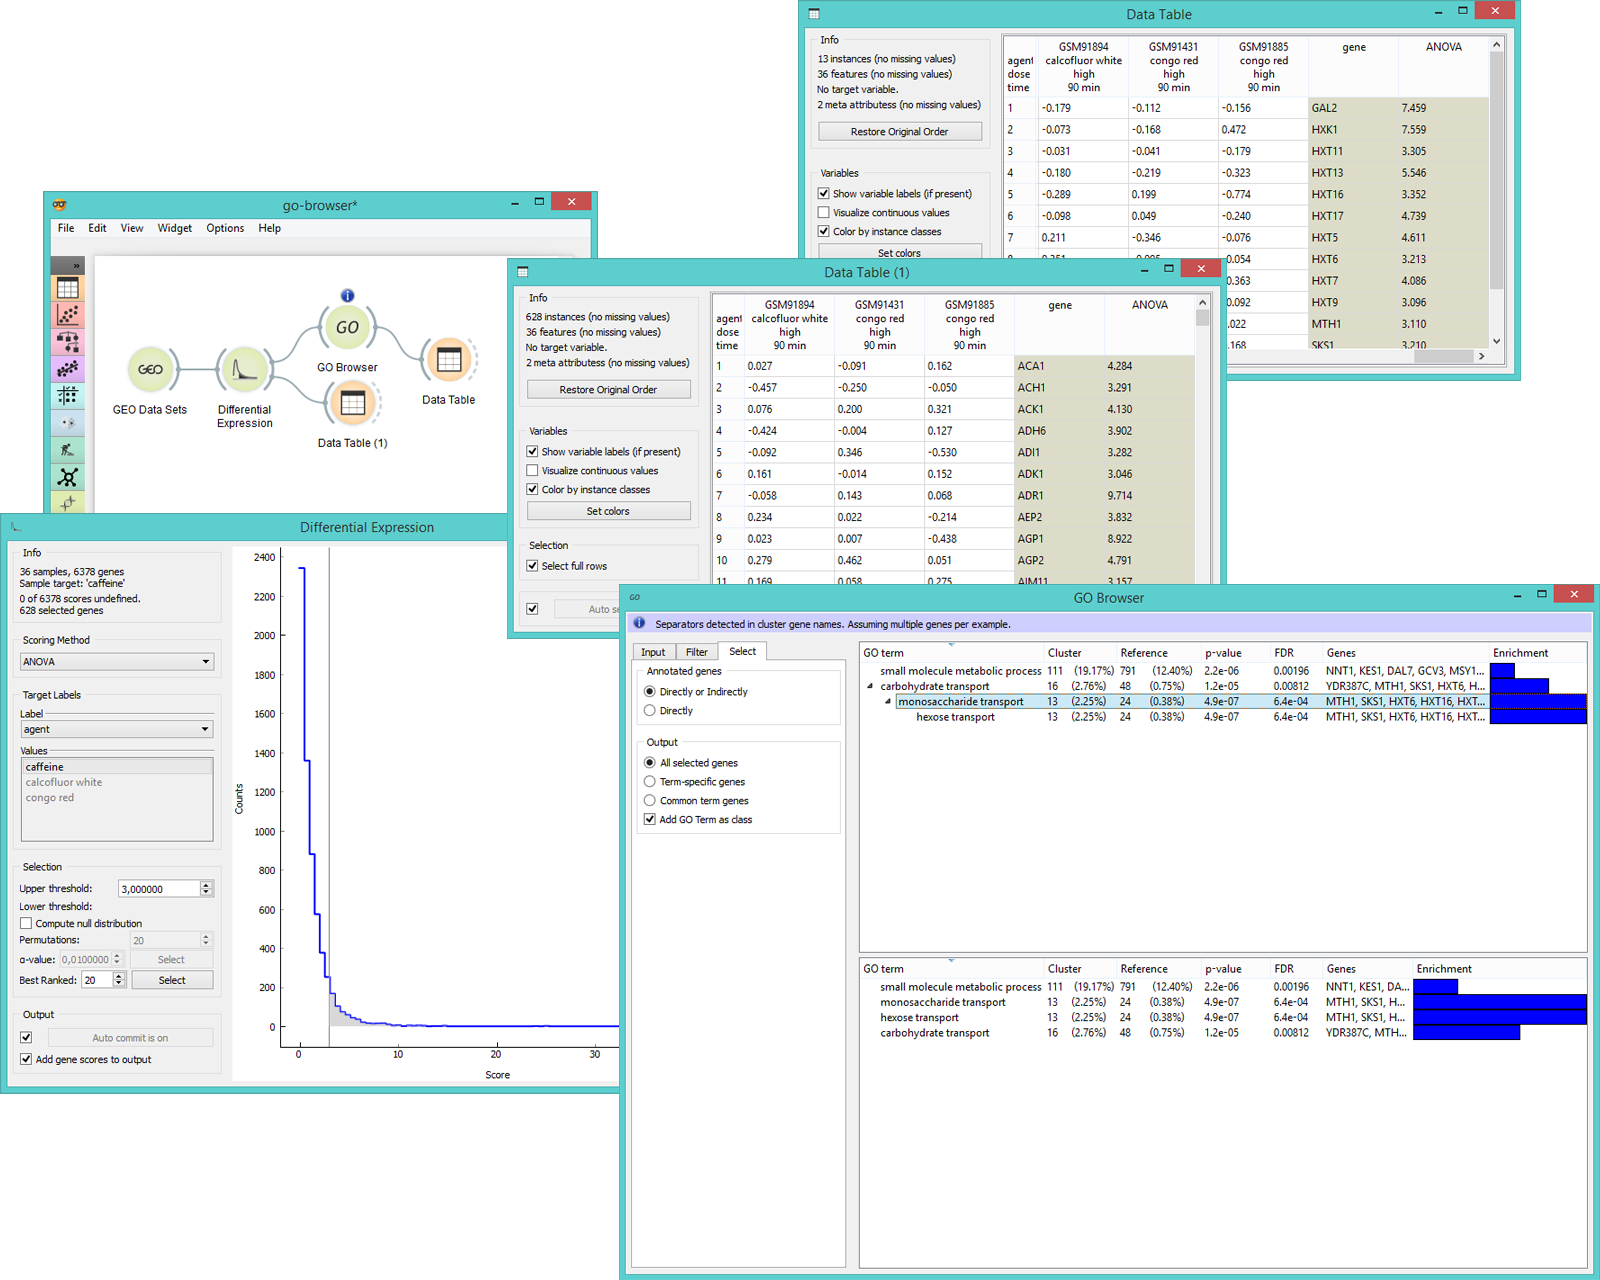 Data Table
Info
13 instances (no missing values)
36 features (no missing values)
No target variable.
2 meta attributess (no missing values)
Restore Original Order
Variables
Show variable labels (if present)
Visualize continuous values
Color by instance classes
Set colors
GSM91894 GSM91431 GSM91885 gene ANOVA
agent calcofluor white congo red congo red
dose high high high
time 90 min 90 min 90 min
1 -0.179 -0.112 -0.156 GAL2 7.459
2 -0.073 -0.168 0.472 HXK1 7.559
3 -0.031 -0.041 -0.179 HXT11 3.305
4 -0.180 -0.219 -0.323 HXT13 5.546
5 -0.289 0.199 -0.774 HXT16 3.352
6 -0.098 0.049 -0.240 HXT17 4.739
7 0.211 -0.346 -0.076 HXT5 4.611
.054 HXT6 3.213
.363 HXT7 4.086
.092 HXT9 3.096
.022 MTH1 3.110
.168 SKS1 3.210
go-browser*
File Edit View Widget Options Help
»
i
GO
GO Browser
GEO
GEO Data Sets
Differential
Expression
Data Table
Data Table (1)
Data Table (1)
Info
628 instances (no missing values)
36 features (no missing values)
No target variable.
2 meta attributess (no missing values)
Restore Original Order
Variables
Show variable labels (if present)
Visualize continuous values
Color by instance classes
Set colors
Selection
Select full rows
Auto se
GSM91894 GSM91431 GSM91885 gene ANOVA
agent calcofluor white congo red congo red
dose high high high
time 90 min 90 min 90 min
1 0.027 -0.091 0.162 ACA1 4.284
2 -0.457 -0.250 -0.050 ACH1 3.291
3 0.076 0.200 0.321 ACK1 4.130
4 -0.424 -0.004 0.127 ADH6 3.902
5 -0.092 0.346 -0.530 ADI1 3.282
6 0.161 -0.014 0.152 ADK1 3.046
7 -0.058 0.143 0.068 ADR1 9.714
8 0.234 0.022 -0.214 AEP2 3.832
9 0.023 0.007 -0.438 AGP1 8.922
10 0.279 0.462 0.051 AGP2 4.791
11 0.169 0.058 0.275 AIM11 3.157
Differential Expression
Info
36 samples, 6378 genes
Sample target: 'caffeine'
0 of 6378 scores undefined.
628 selected genes
Scoring Method
ANOVA
Target Labels
Label
agent
Values
caffeine
calcofluor white
congo red
Selection
Upper threshold: 3,000000
Lower threshold:
Compute null distribution
Permutations: 20
α-value: 0,0100000 Select
Best Ranked: 20 Select
Output
Auto commit is on
Add gene scores to output
2400
2200
2000
1800
1600
1400
1200
1000
800
600
400
200
0
Counts
0 10 20 30
Score
GO
GO Browser
i Separators detected in cluster gene names. Assuming multiple genes per example.
Input Filter Select
Annotated genes
Directly or Indirectly
Directly
Output
All selected genes
Term-specific genes
Common term genes
Add GO Term as class
GO term Cluster Reference p-value FDR Genes Enrichment
small molecule metabolic process 111 (19.17%) 791 (12.40%) 2.2e-06 0.00196 NNT1, KES1, DAL7, GCV3, MSY1...
carbohydrate transport 16 (2.76%) 48 (0.75%) 1.2e-05 0.00812 YDR387C, MTH1, SKS1, HXT6, H...
monosaccharide transport 13 (2.25%) 24 (0.38%) 4.9e-07 6.4e-04 MTH1, SKS1, HXT6, HXT16, HXT...
hexose transport 13 (2.25%) 24 (0.38%) 4.9e-07 6.4e-04 MTH1, SKS1, HXT6, HXT16, HXT...
GO term Cluster Reference p-value FDR Genes Enrichment
small molecule metabolic process 111 (19.17%) 791 (12.40%) 2.2e-06 0.00196 NNT1, KES1, DA...
monosaccharide transport 13 (2.25%) 24 (0.38%) 4.9e-07 6.4e-04 MTH1, SKS1, H...
hexose transport 13 (2.25%) 24 (0.38%) 4.9e-07 6.4e-04 MTH1, SKS1, H...
carbohydrate transport 16 (2.76%) 48 (0.75%) 1.2e-05 0.00812 YDR387C, MTH...